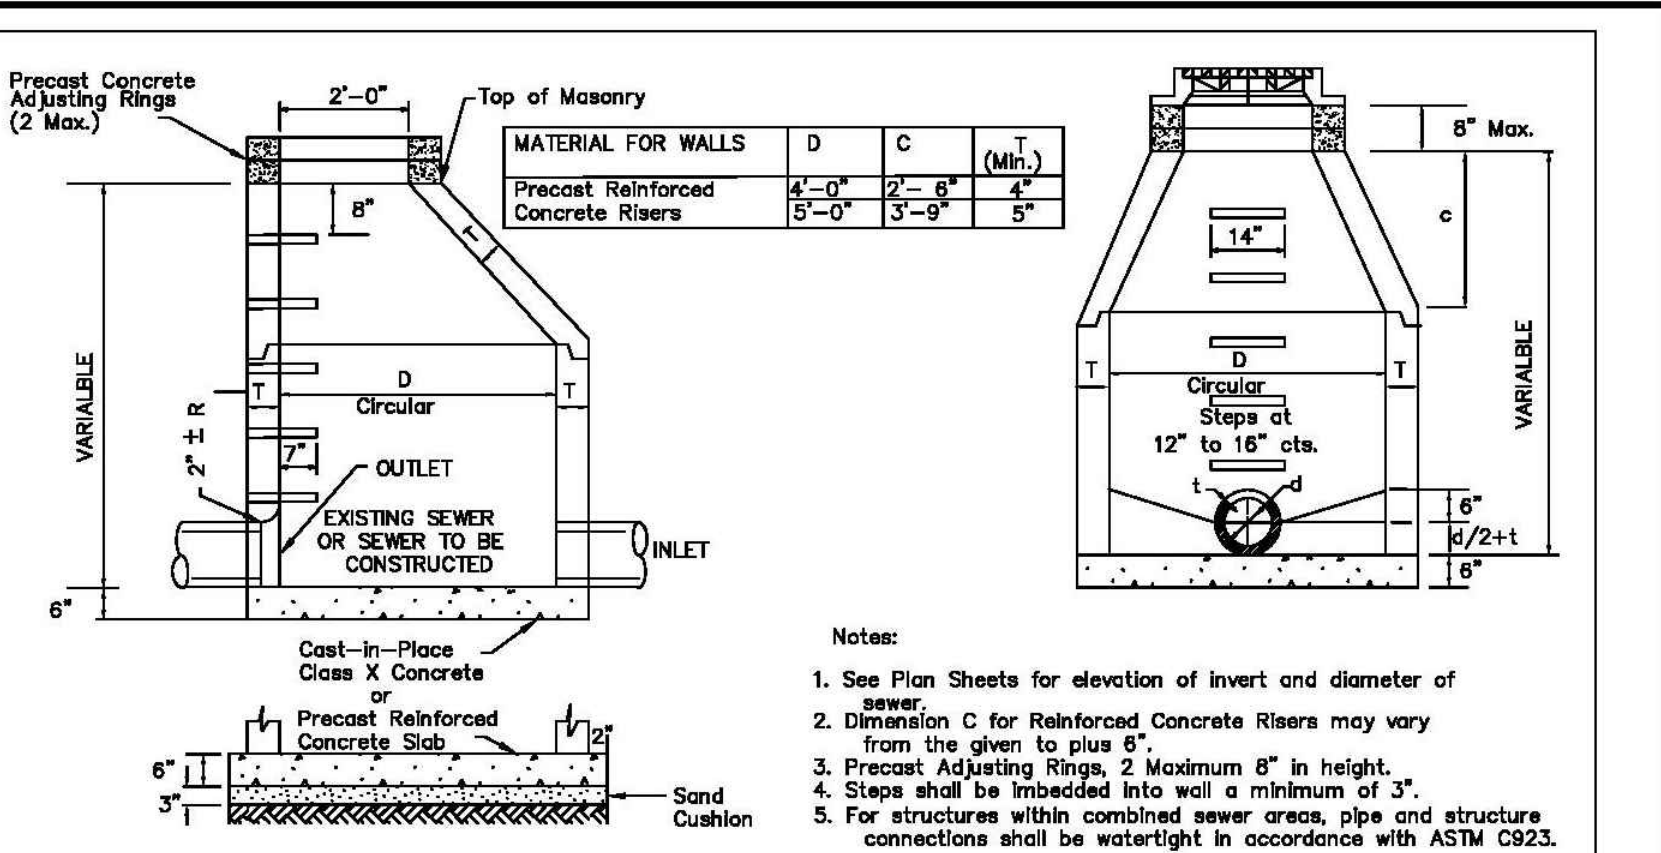 Precast Concrete
Adjusting Rings
(2 Max.)
2'-0"
Top of Masonry
MATERIAL FOR WALLS D C T
(Min.)
Precast Reinforced 4'-0" 2'- 6" 4"
Concrete Risers 5'-0" 3'-9" 5"
8"
T
VARIALBLE
T
D
T
Circular
2" ± R
7"
OUTLET
EXISTING SEWER
OR SEWER TO BE
CONSTRUCTED
INLET
6"
Cast-in-Place
Class X Concrete
or
Precast Reinforced
Concrete Slab
2"
6"
3"
Sand
Cushion
8" Max.
C
14"
VARIALBLE
T
D
T
Circular
Steps at
12" to 16" cts.
t
d
6"
d/2+t
6"
Notes:
1. See Plan Sheets for elevation of invert and diameter of
sewer.
2. Dimension C for Reinforced Concrete Risers may vary
from the given to plus 6".
3. Precast Adjusting Rings, 2 Maximum 8" in height.
4. Steps shall be imbedded into wall a minimum of 3".
5. For structures within combined sewer areas, pipe and structure
connections shall be watertight in accordance with ASTM C923.